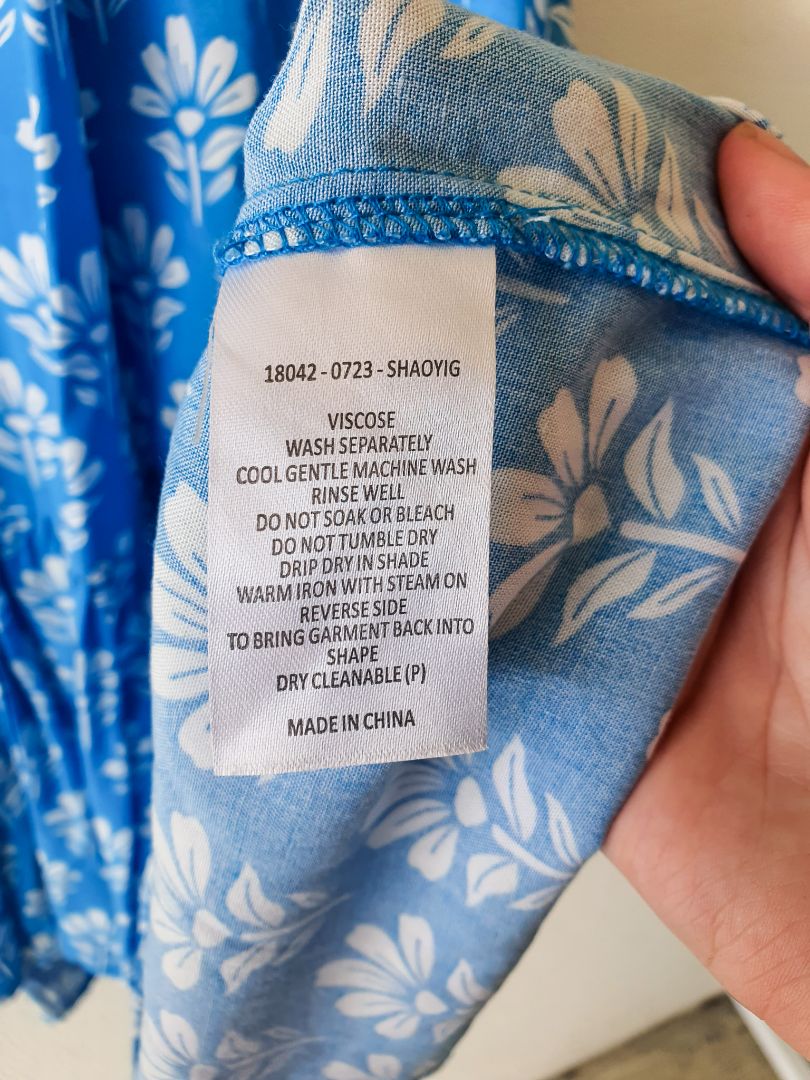 18042 - 0723 - SHAOYIG
VISCOSE
WASH SEPARATELY
COOL GENTLE MACHINE WASH
RINSE WELL
DO NOT SOAK OR BLEACH
DO NOT TUMBLE DRY
DRIP DRY IN SHADE
WARM IRON WITH STEAM ON
REVERSE SIDE
TO BRING GARMENT BACK INTO
SHAPE
DRY CLEANABLE (P)
MADE IN CHINA